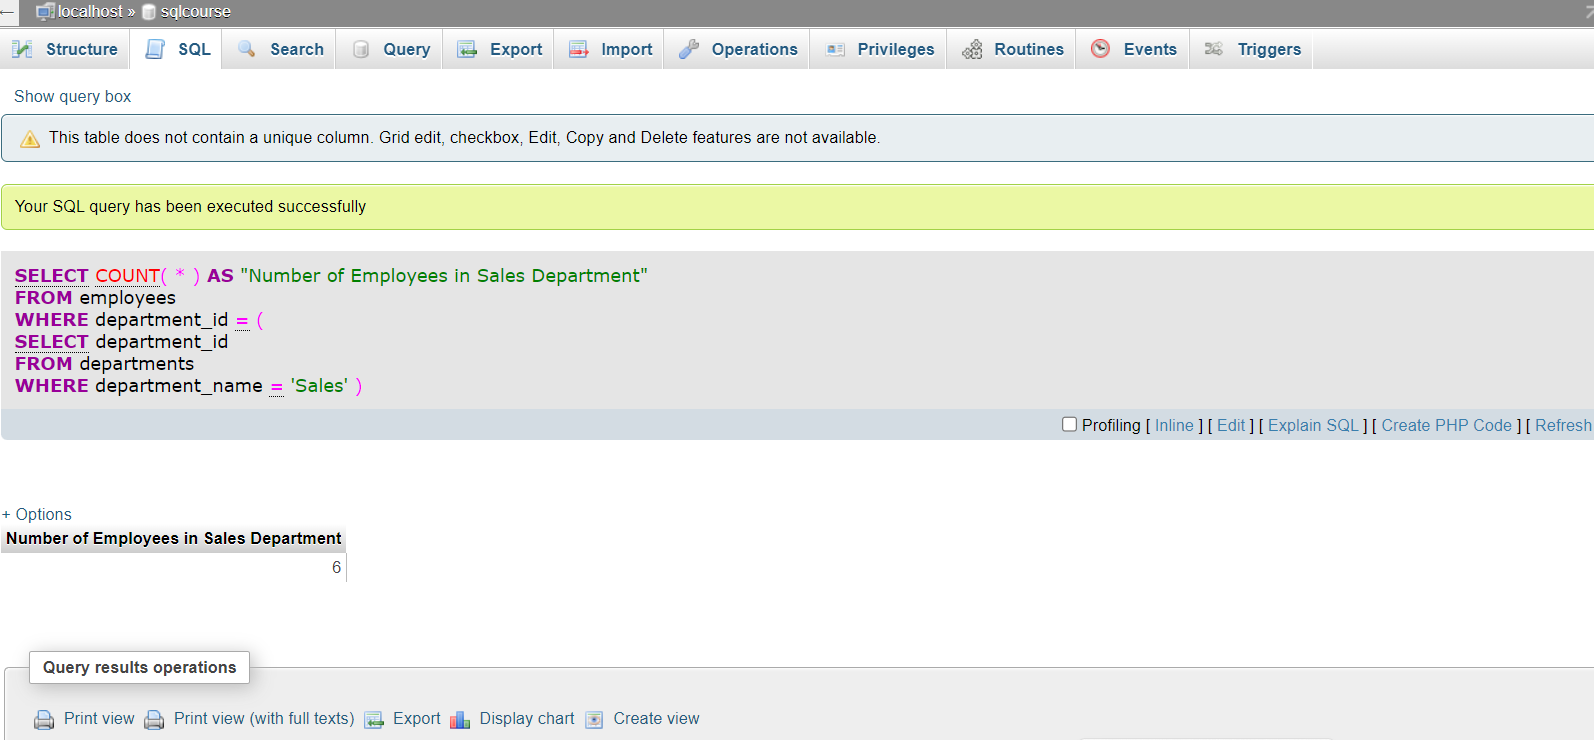 localhost » sqlcourse
Structure SQL Search Query Export Import Operations Privileges Routines Events Triggers
Show query box
This table does not contain a unique column. Grid edit, checkbox, Edit, Copy and Delete features are not available.
Your SQL query has been executed successfully
SELECT COUNT( * ) AS "Number of Employees in Sales Department"
FROM employees
WHERE department_id = (
SELECT department_id
FROM departments
WHERE department_name = 'Sales' )
Profiling [ Inline ] [ Edit ] [ Explain SQL ] [ Create PHP Code ] [ Refresh
+ Options
Number of Employees in Sales Department
6
Query results operations
Print view Print view (with full texts) Export Display chart Create view